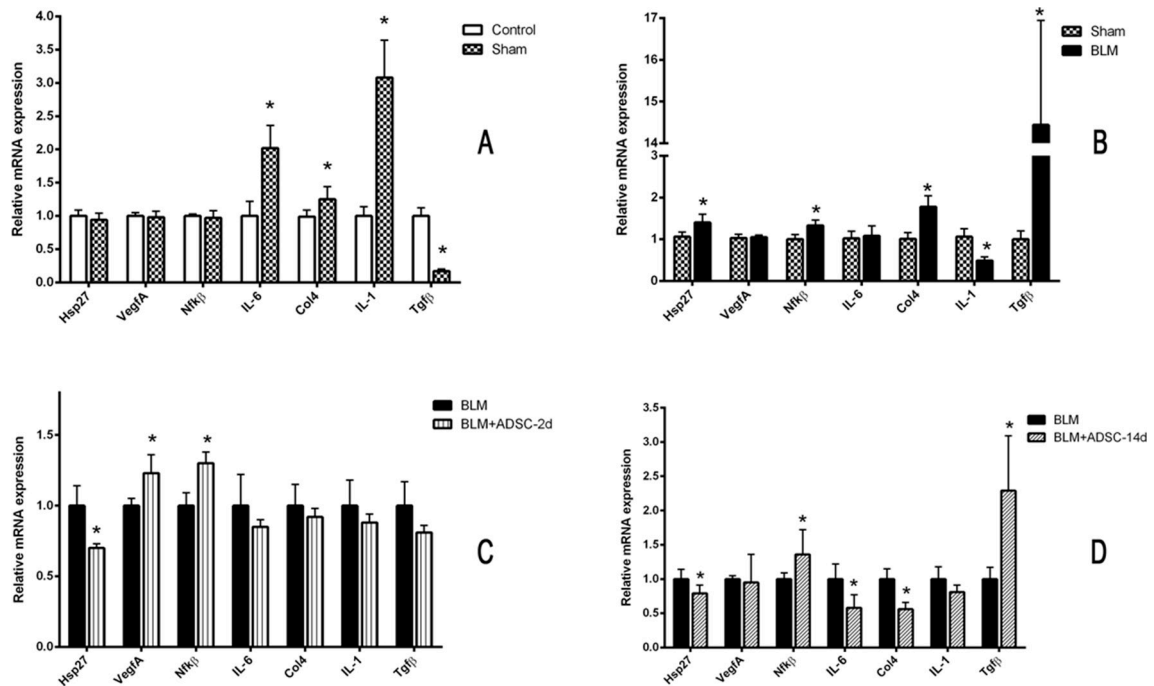 Relative mRNA expression
4.0
3.5
3.0
2.5
2.0
1.5
1.0
0.5
0.0
Control
Sham
*
*
*
*
A
Hsp27
VegfA
Nfkβ
IL-6
Col4
IL-1
Tgfβ
Relative mRNA expression
17
16
15
14
3
2
1
0
Sham
BLM
*
*
*
*
*
B
Hsp27
VegfA
Nfkβ
IL-6
Col4
IL-1
Tgfβ
Relative mRNA expression
1.5
1.0
0.5
0.0
BLM
BLM+ADSC-2d
*
*
*
C
Hsp27
VegfA
Nfkβ
IL-6
Col4
IL-1
Tgfβ
Relative mRNA expression
3.5
3.0
2.5
2.0
1.5
1.0
0.5
0.0
BLM
BLM+ADSC-14d
*
*
*
*
*
D
Hsp27
VegfA
Nfkβ
IL-6
Col4
IL-1
Tgfβ